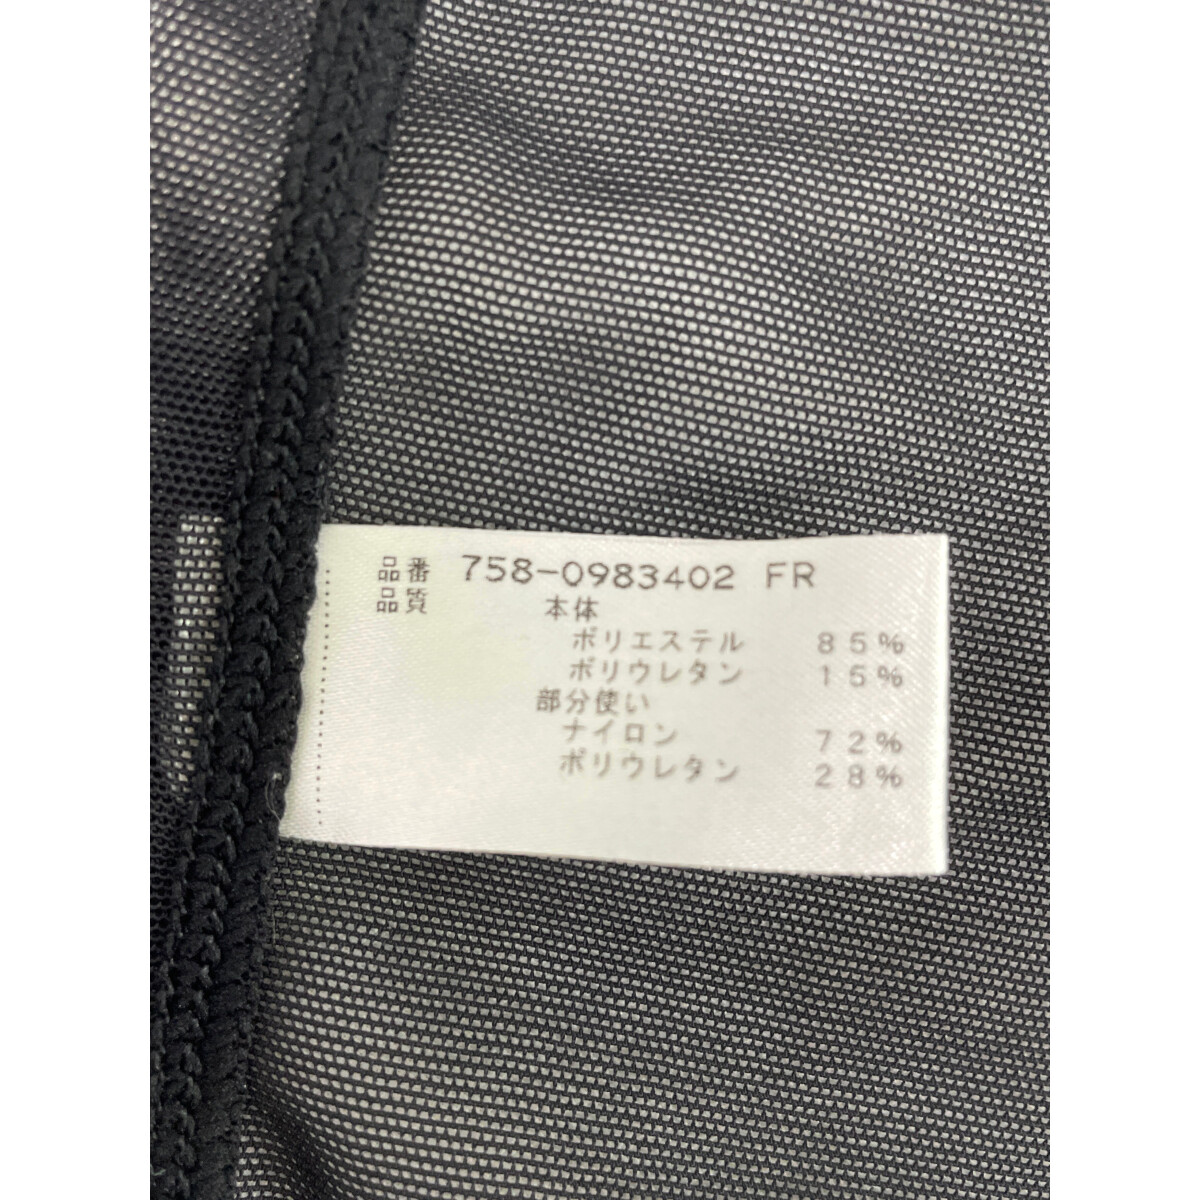 品番 758-0983402 FR
品質 本体
ポリエステル 85%
ポリウレタン 15%
部分使い
ナイロン 72%
ポリウレタン 28%